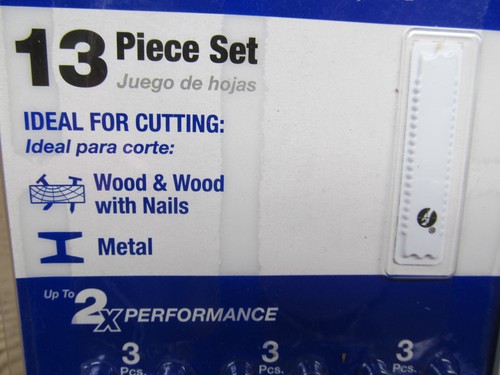 13 Piece Set
Juego de hojas
IDEAL FOR CUTTING:
Ideal para corte:
Wood & Wood
with Nails
Metal
Up To 2X PERFORMANCE
3 3 3
Pcs. Pcs. Pcs.